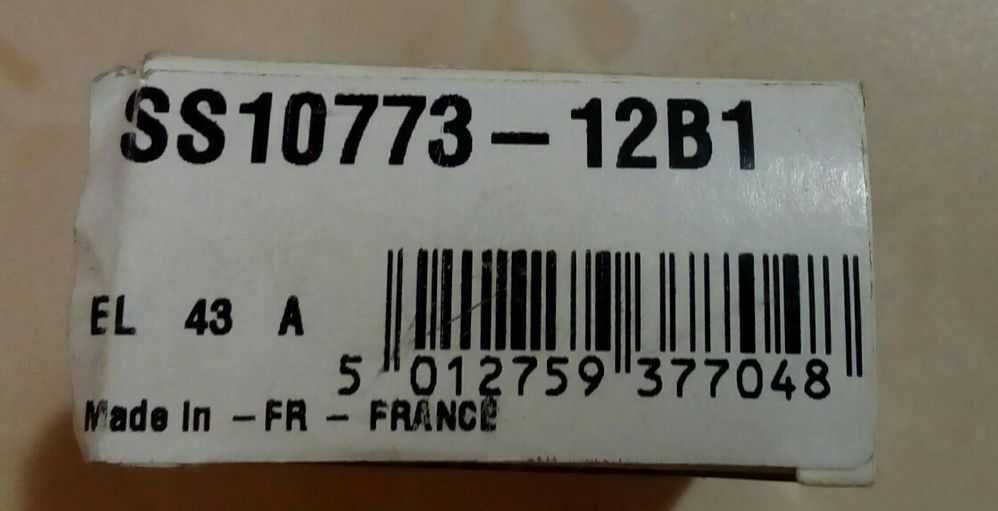 SS10773-12B1
EL 43 A
5 012759 377048
Made In -FR - FRANCE